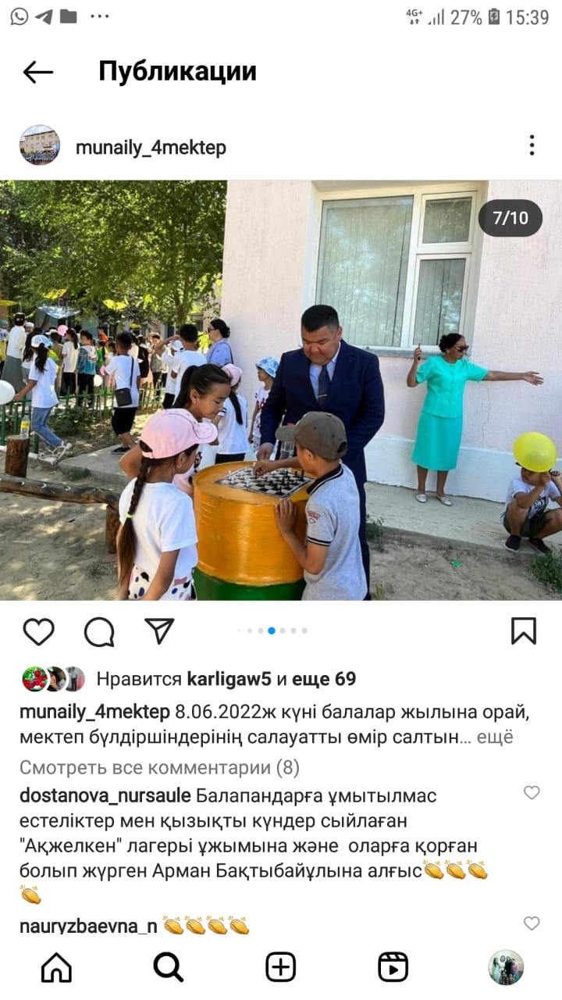 4G+ 27% 15:39
Публикации
munaily_4mektep
7/10
Нравится karligaw5 и еще 69
munaily_4mektep 8.06.2022ж күні балалар жылына орай,
мектеп бүлдіршіндерінің салауатты өмір салтын... ещё
Смотреть все комментарии (8)
dostanova_nursaule Балапандарға ұмытылмас
естеліктер мен қызықты күндер сыйлаған
"Ақжелкен" лагерьі ұжымына және оларға қорған
болып жүрген Арман Бақтыбайұлына алғыс👏👏👏
👏
nauryzbaevna_n 👏👏👏👏